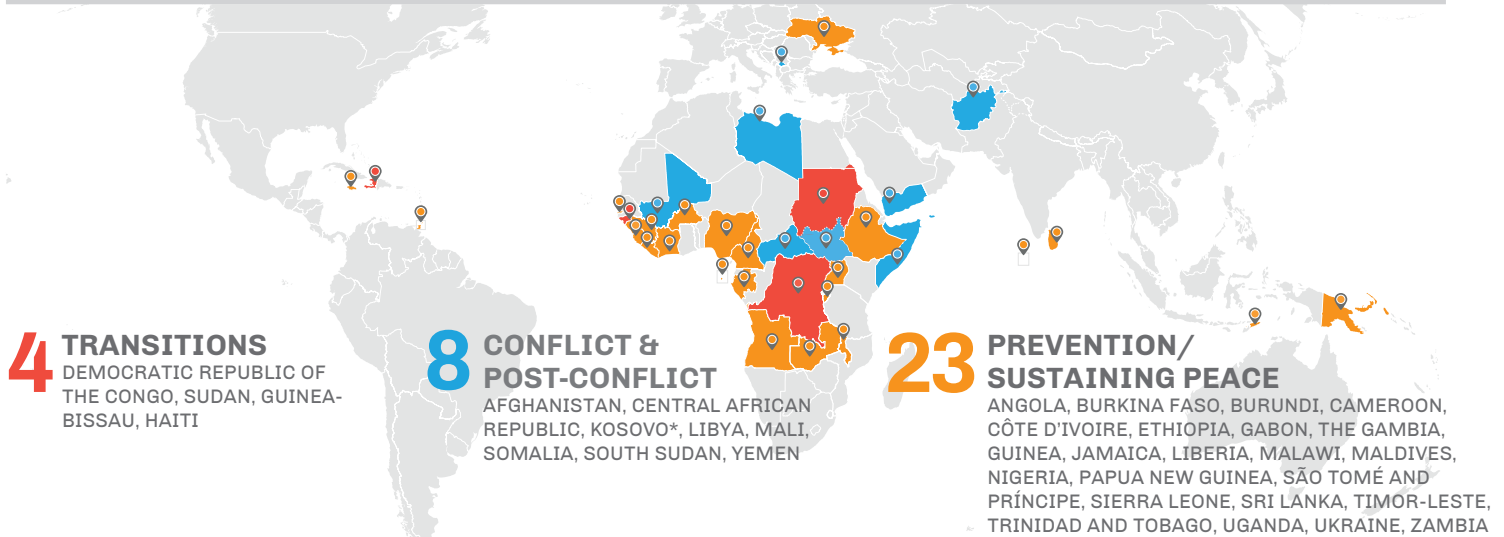 4 TRANSITIONS
DEMOCRATIC REPUBLIC OF
THE CONGO, SUDAN, GUINEA-
BISSAU, HAITI
8 CONFLICT &
POST-CONFLICT
AFGHANISTAN, CENTRAL AFRICAN
REPUBLIC, KOSOVO*, LIBYA, MALI,
SOMALIA, SOUTH SUDAN, YEMEN
23 PREVENTION/
SUSTAINING PEACE
ANGOLA, BURKINA FASO, BURUNDI, CAMEROON,
CÔTE D'IVOIRE, ETHIOPIA, GABON, THE GAMBIA,
GUINEA, JAMAICA, LIBERIA, MALAWI, MALDIVES,
NIGERIA, PAPUA NEW GUINEA, SÃO TOMÉ AND
PRÍNCIPE, SIERRA LEONE, SRI LANKA, TIMOR-LESTE,
TRINIDAD AND TOBAGO, UGANDA, UKRAINE, ZAMBIA